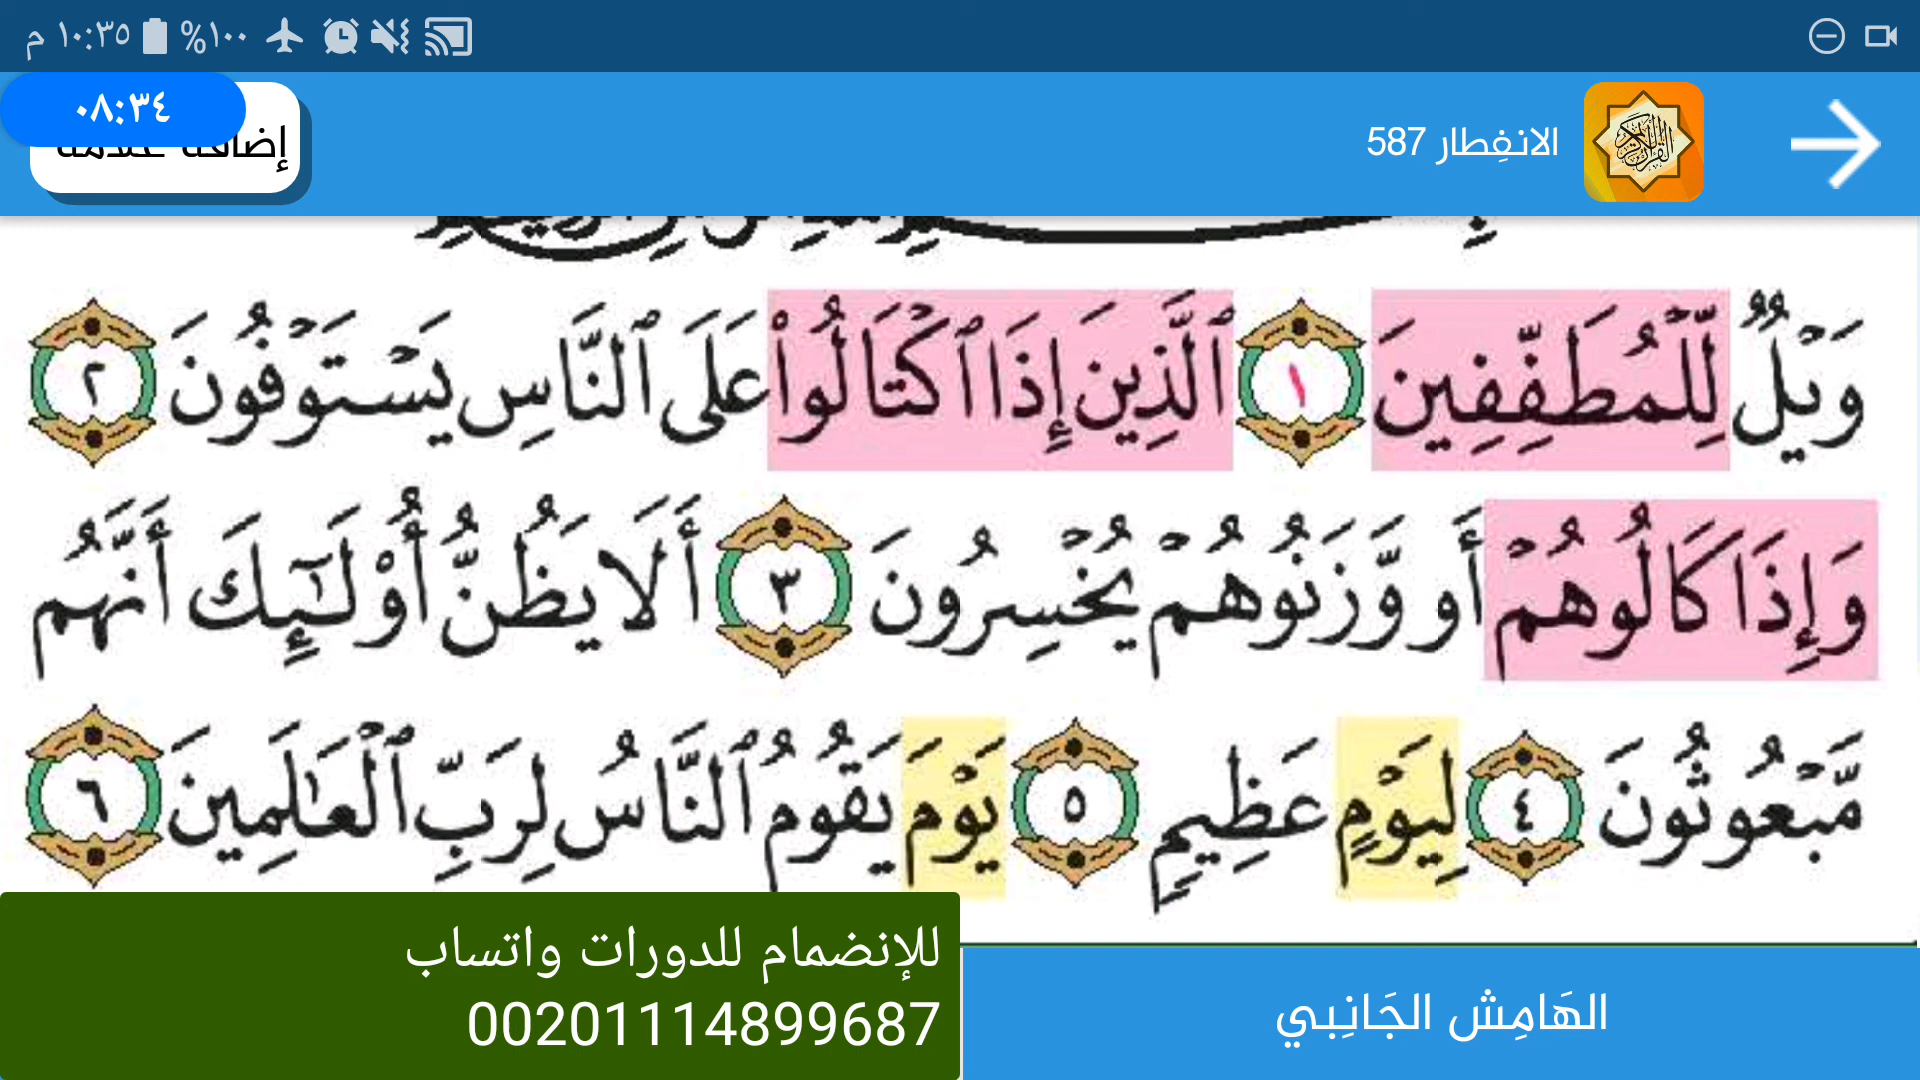 ١٠:٣٥ م %١٠٠
٠٨:٣٤
إضافة علامة
الانفِطار 587
وَيْلٌ لِّلْمُطَفِّفِينَ ١ ٱلَّذِينَ إِذَا ٱكْتَالُوا۟ عَلَى ٱلنَّاسِ يَسْتَوْفُونَ ٢
وَإِذَا كَالُوهُمْ أَو وَّزَنُوهُمْ يُخْسِرُونَ ٣ أَلَا يَظُنُّ أُو۟لَـٰٓئِكَ أَنَّهُم
مَّبْعُوثُونَ ٤ لِيَوْمٍ عَظِيمٍ ٥ يَوْمَ يَقُومُ ٱلنَّاسُ لِرَبِّ ٱلْعَـٰلَمِينَ ٦
للإنضمام للدورات واتساب
00201114899687
الهَامِش الجَانِبي